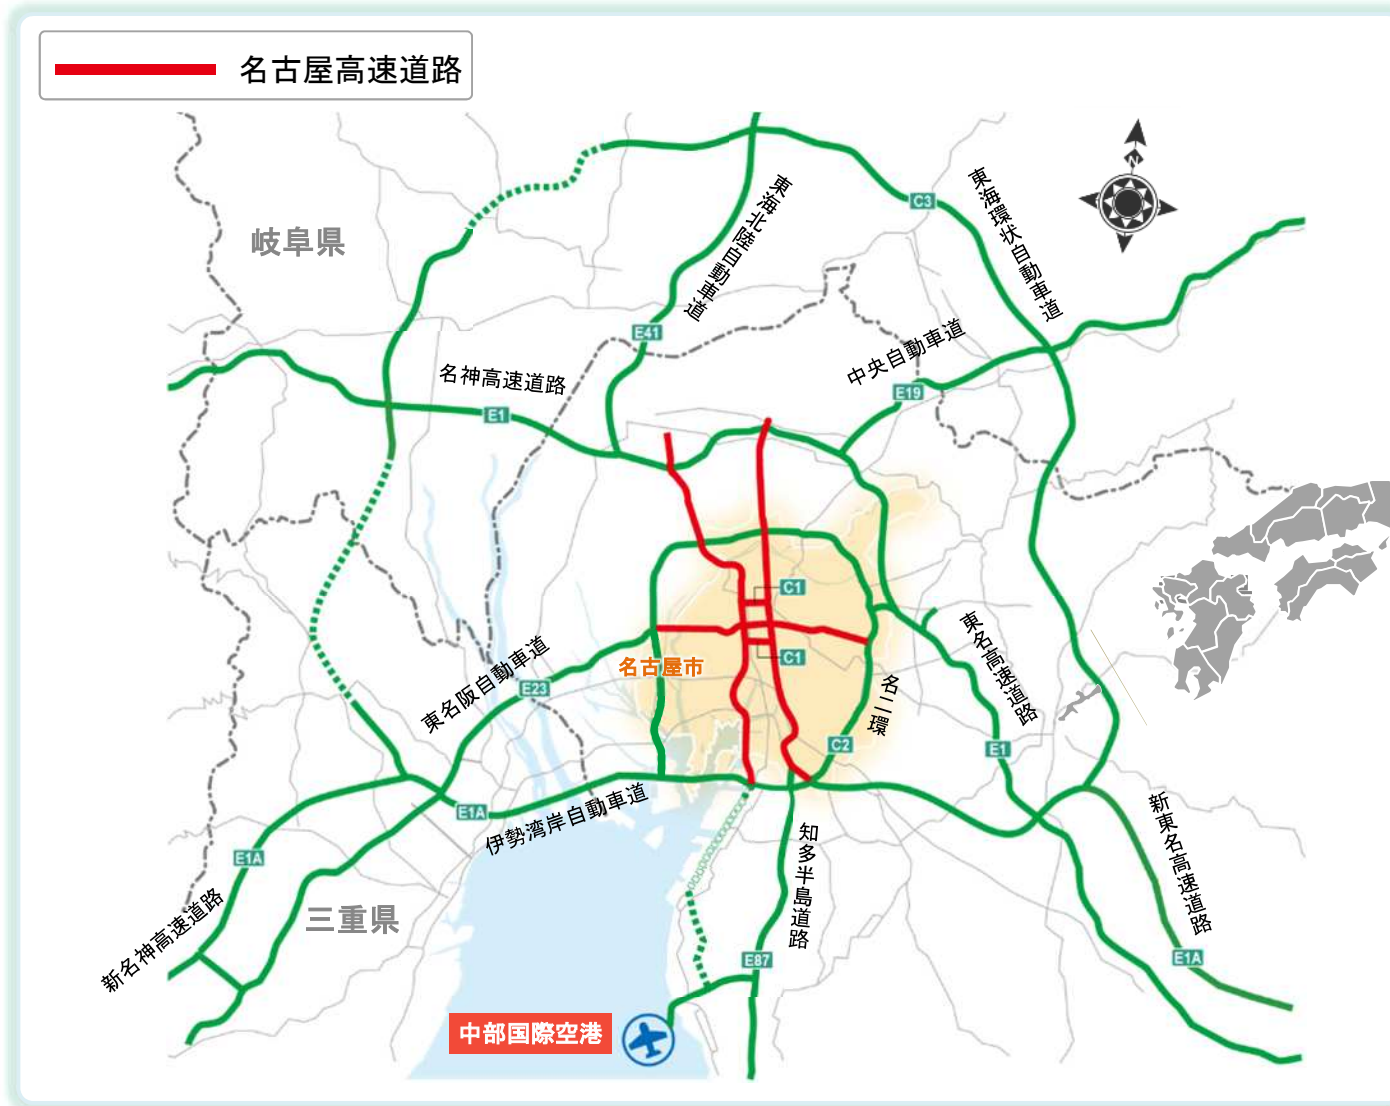 名古屋高速道路
N
C3
東海環状自動車道
東海北陸自動車道
岐阜県
E41
中央自動車道
名神高速道路
E19
E1
C1
東名高速道路
C1
名古屋市
東名阪自動車道
E23
名二環
C2
E1
E1A
伊勢湾岸自動車道
新東名高速道路
知多半島道路
E1A
新名神高速道路
三重県
E87
E1A
中部国際空港